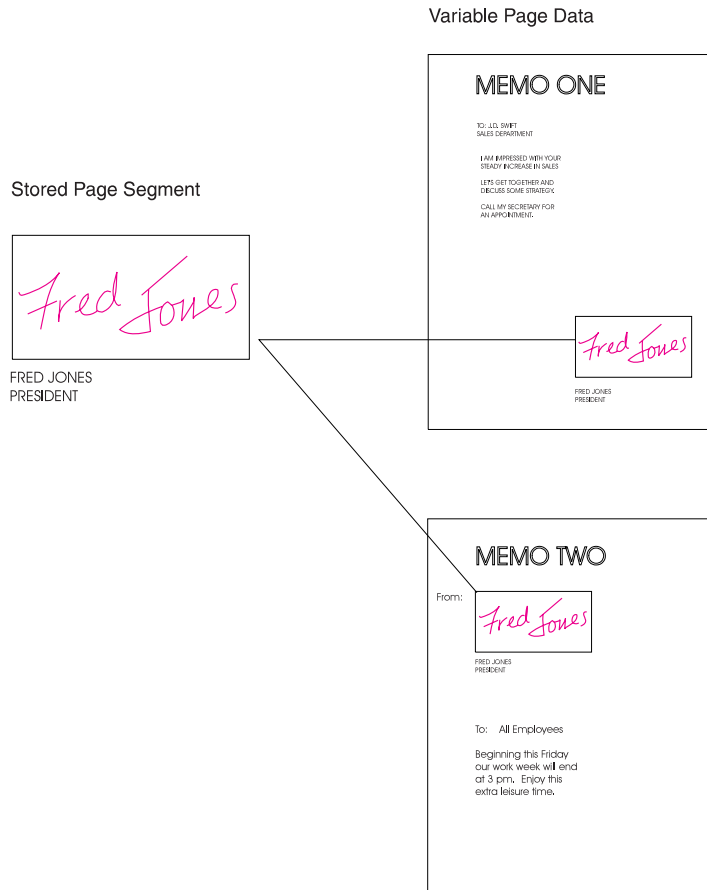 Variable Page Data
MEMO ONE
TO: J.D. SWIFT
SALES DEPARTMENT
I AM IMPRESSED WITH YOUR
STEADY INCREASE IN SALES
LET'S GET TOGETHER AND
DISCUSS SOME STRATEGY,
CALL MY SECRETARY FOR
AN APPOINTMENT.
Fred Jones
FRED JONES
PRESIDENT
Stored Page Segment
Fred Jones
FRED JONES
PRESIDENT
MEMO TWO
From:
Fred Jones
FRED JONES
PRESIDENT
To: All Employees
Beginning this Friday
our work week will end
at 3 pm. Enjoy this
extra leisure time.